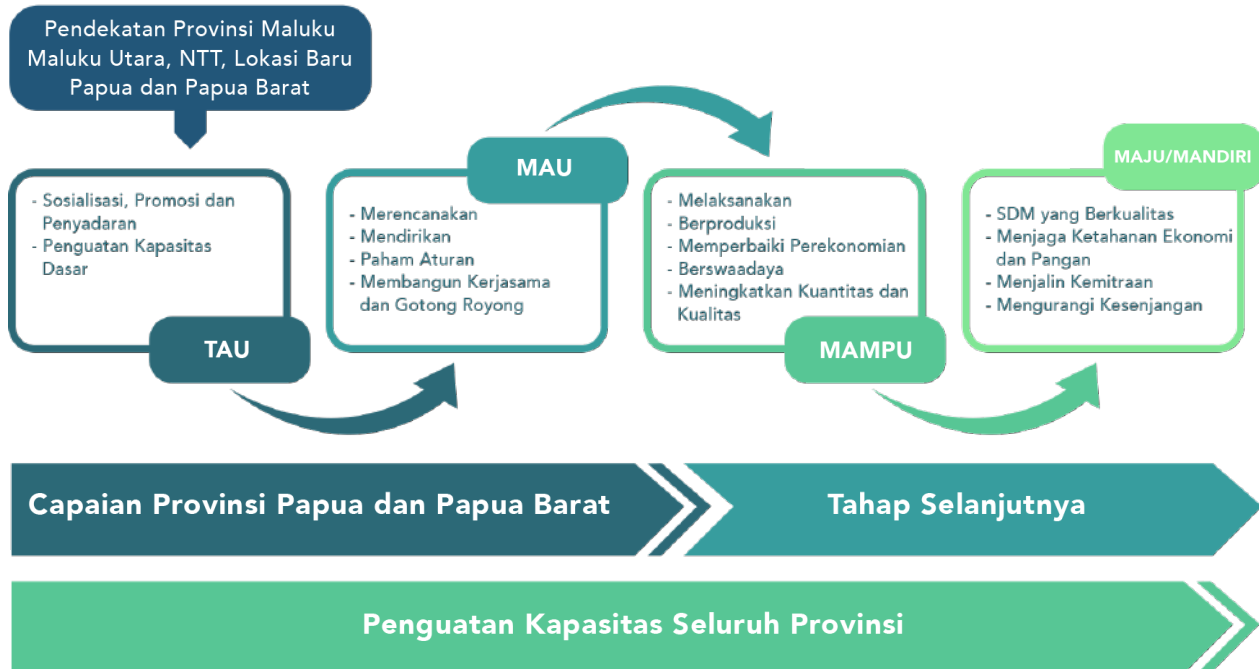 Pendekatan Provinsi Maluku
Maluku Utara, NTT, Lokasi Baru
Papua dan Papua Barat
- Sosialisasi, Promosi dan
Penyadaran
- Penguatan Kapasitas
Dasar
TAU
MAU
- Merencanakan
- Mendirikan
- Paham Aturan
- Membangun Kerjasama
dan Gotong Royong
- Melaksanakan
- Berproduksi
- Memperbaiki Perekonomian
- Berswaadaya
- Meningkatkan Kuantitas dan
Kualitas
MAMPU
MAJU/MANDIRI
- SDM yang Berkualitas
- Menjaga Ketahanan Ekonomi
dan Pangan
- Menjalin Kemitraan
- Mengurangi Kesenjangan
Capaian Provinsi Papua dan Papua Barat
Tahap Selanjutnya
Penguatan Kapasitas Seluruh Provinsi